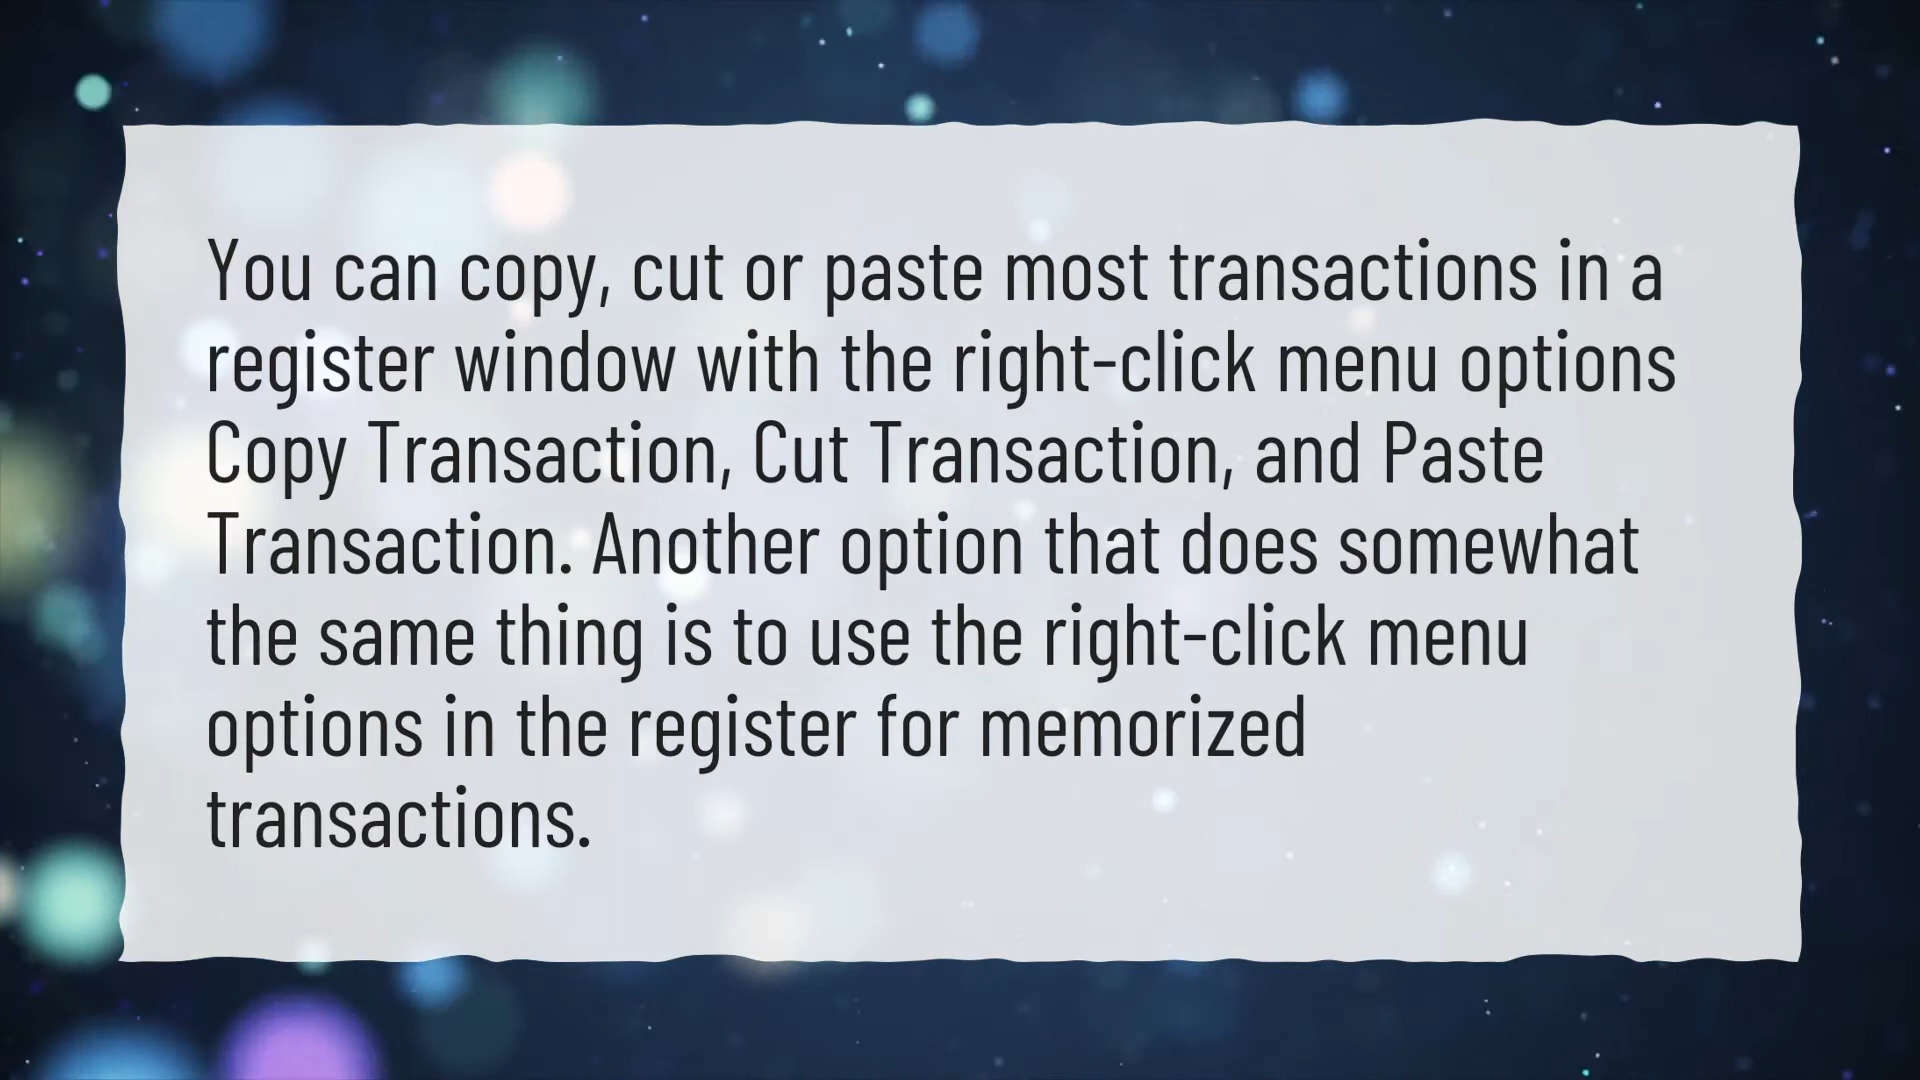 You can copy, cut or paste most transactions in a
register window with the right-click menu options
Copy Transaction, Cut Transaction, and Paste
Transaction. Another option that does somewhat
the same thing is to use the right-click menu
options in the register for memorized
transactions.